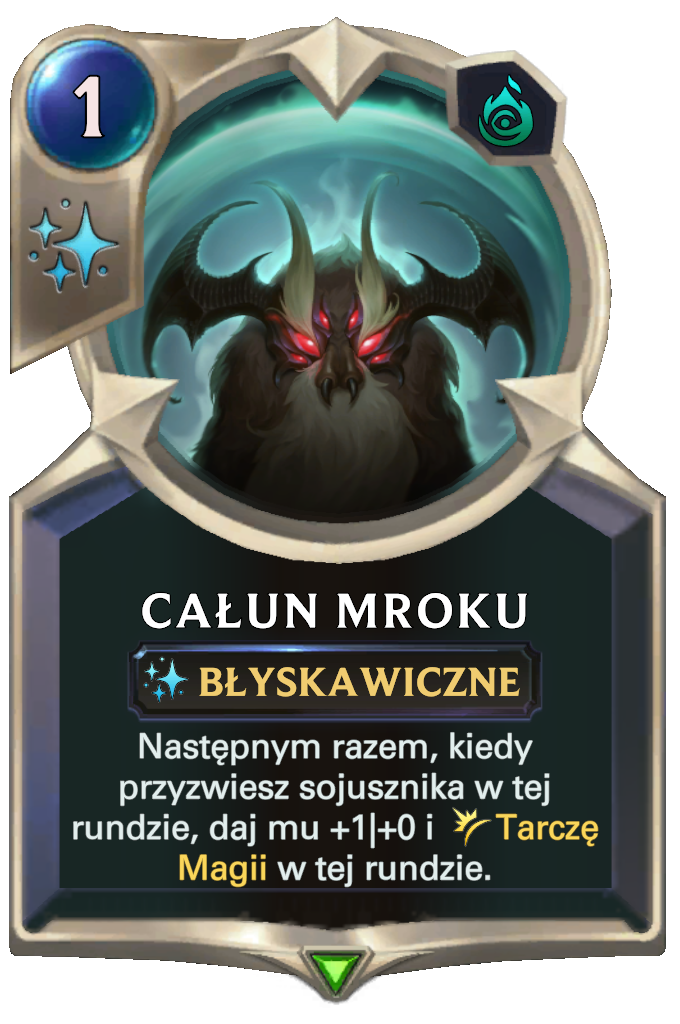 1
CAŁUN MROKU
BŁYSKAWICZNE
Następnym razem, kiedy
przyzwiesz sojusznika w tej
rundzie, daj mu +1|+0 i Tarczę
Magii w tej rundzie.